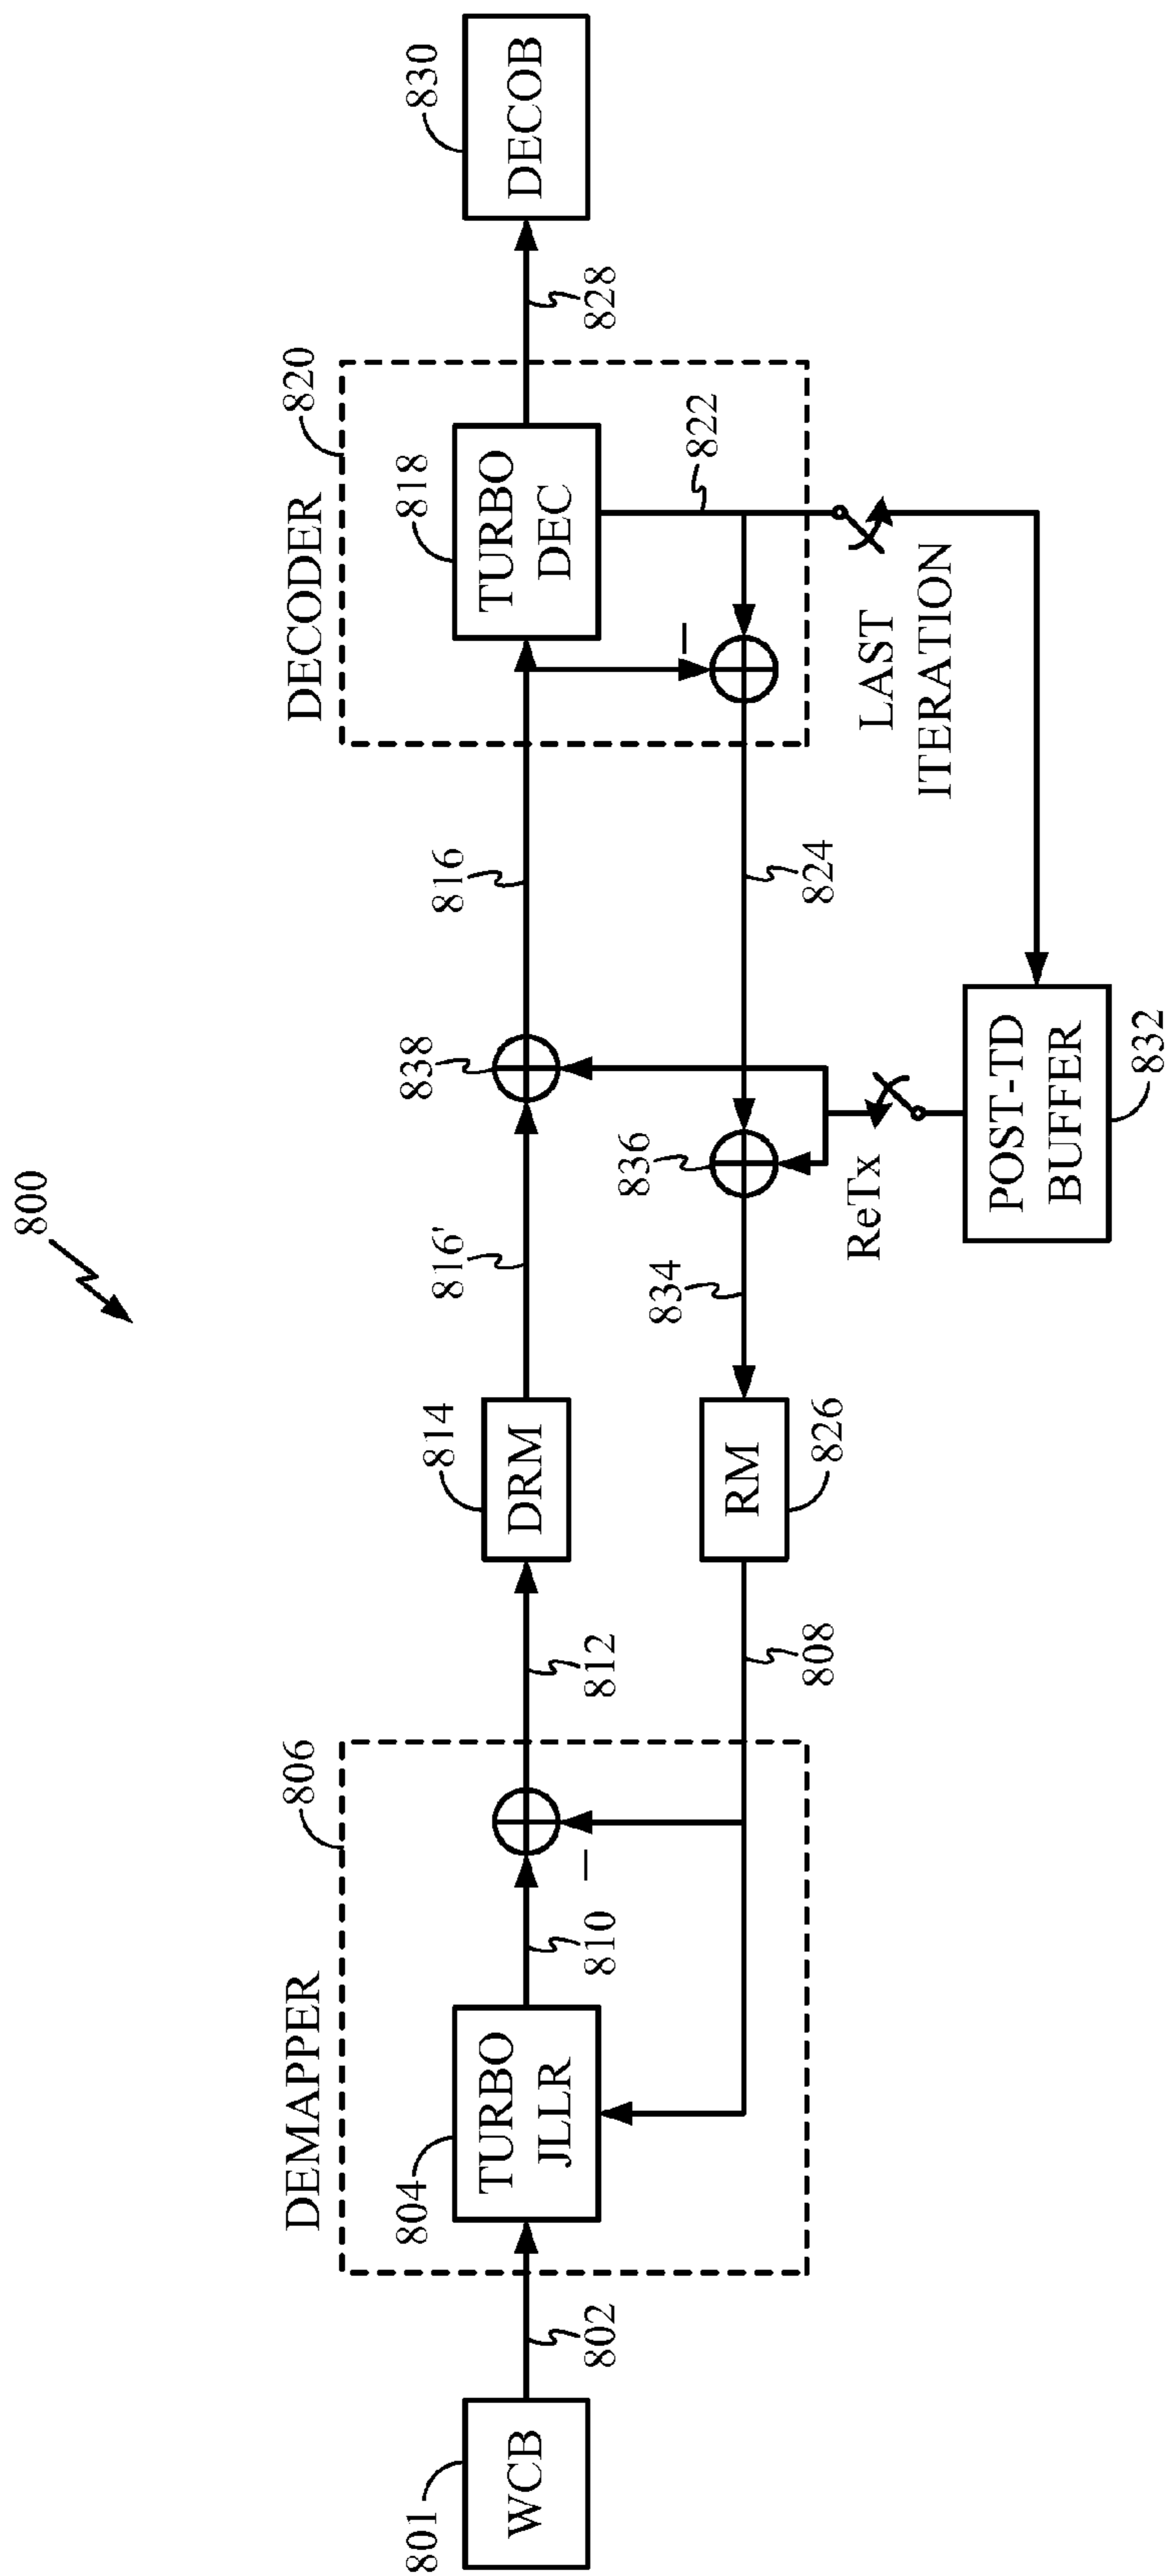 800
DEMAPPER
806
DECODER
820
801
WCB
802
804
TURBO
JLLR
810
−
812
814
DRM
816'
838
816
818
TURBO
DEC
828
830
DECOB
808
RM
826
834
836
824
−
822
ReTx
LAST
ITERATION
POST-TD
BUFFER
832